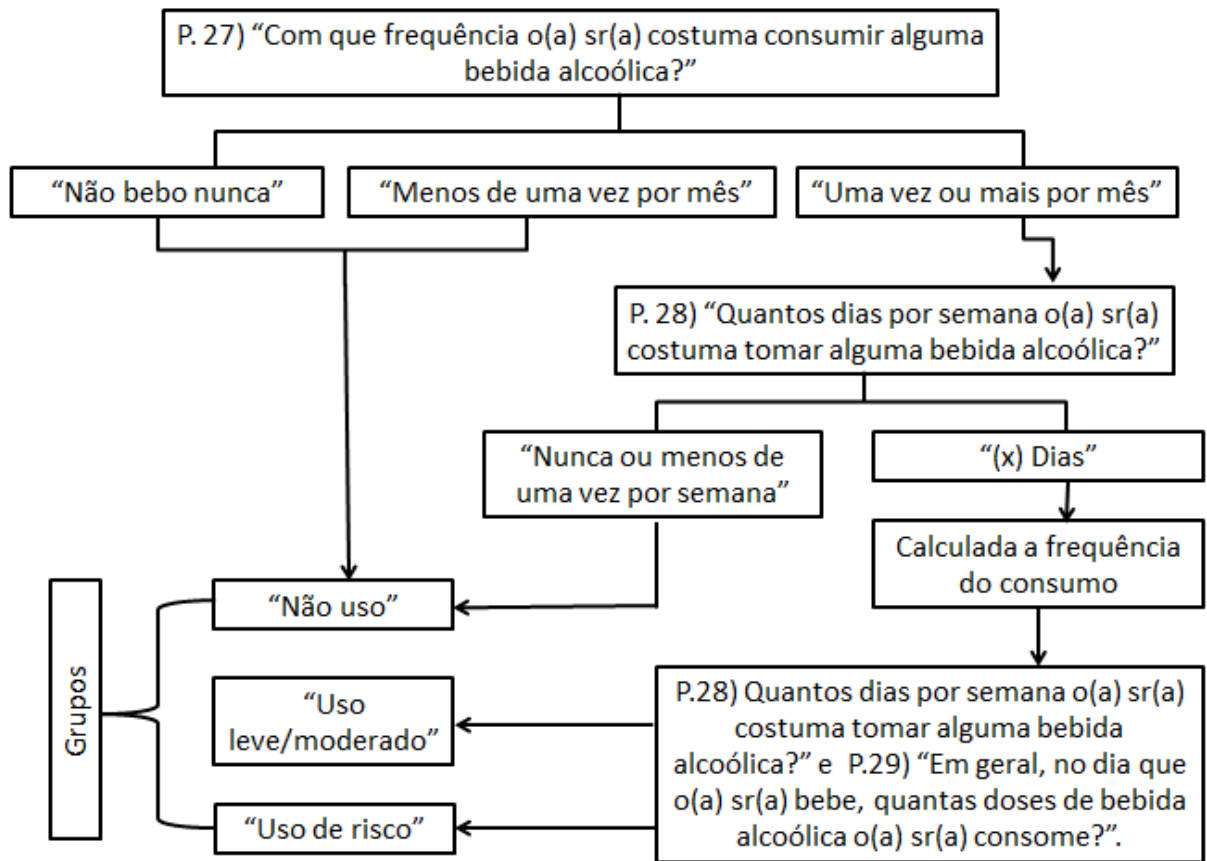 P. 27) “Com que frequência o(a) sr(a) costuma consumir alguma
bebida alcoólica?”
“Não bebo nunca”
“Menos de uma vez por mês”
“Uma vez ou mais por mês”
P. 28) “Quantos dias por semana o(a) sr(a)
costuma tomar alguma bebida alcoólica?”
“Nunca ou menos de
uma vez por semana”
“(x) Dias”
Calculada a frequência
do consumo
Grupos
“Não uso”
“Uso
leve/moderado”
“Uso de risco”
P.28) Quantos dias por semana o(a) sr(a)
costuma tomar alguma bebida
alcoólica?” e P.29) “Em geral, no dia que
o(a) sr(a) bebe, quantas doses de bebida
alcoólica o(a) sr(a) consome?”.